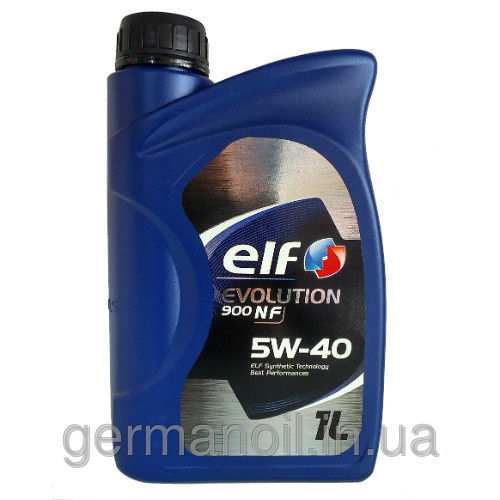 elf
EVOLUTION
900 NF
5W-40
ELF Synthetic Technology
Best Performances
1L
germanoil.in.ua